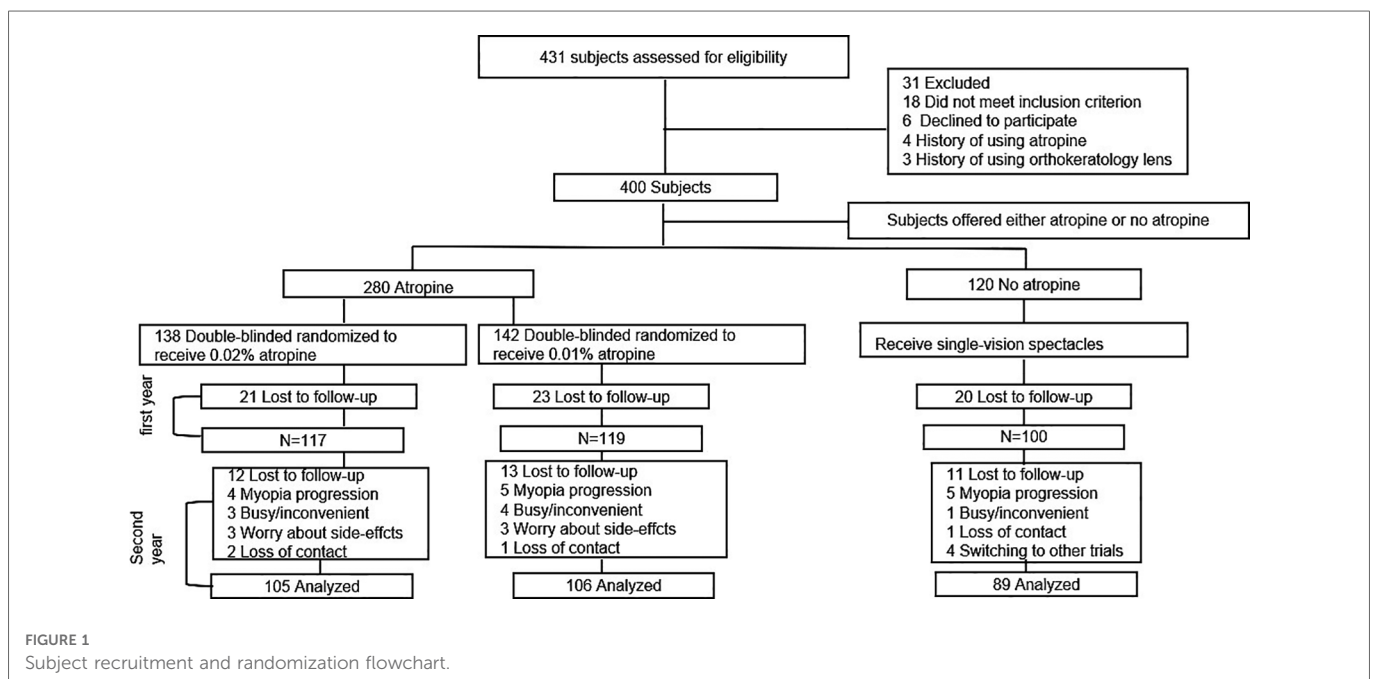 431 subjects assessed for eligibility
31 Excluded
18 Did not meet inclusion criterion
6 Declined to participate
4 History of using atropine
3 History of using orthokeratology lens
400 Subjects
Subjects offered either atropine or no atropine
280 Atropine
120 No atropine
138 Double-blinded randomized to
receive 0.02% atropine
142 Double-blinded randomized to
receive 0.01% atropine
Receive single-vision spectacles
first year
21 Lost to follow-up
23 Lost to follow-up
20 Lost to follow-up
N=117
N=119
N=100
Second
year
12 Lost to follow-up
4 Myopia progression
3 Busy/inconvenient
3 Worry about side-effcts
2 Loss of contact
13 Lost to follow-up
5 Myopia progression
4 Busy/inconvenient
3 Worry about side-effcts
1 Loss of contact
11 Lost to follow-up
5 Myopia progression
1 Busy/inconvenient
1 Loss of contact
4 Switching to other trials
105 Analyzed
106 Analyzed
89 Analyzed
FIGURE 1
Subject recruitment and randomization flowchart.